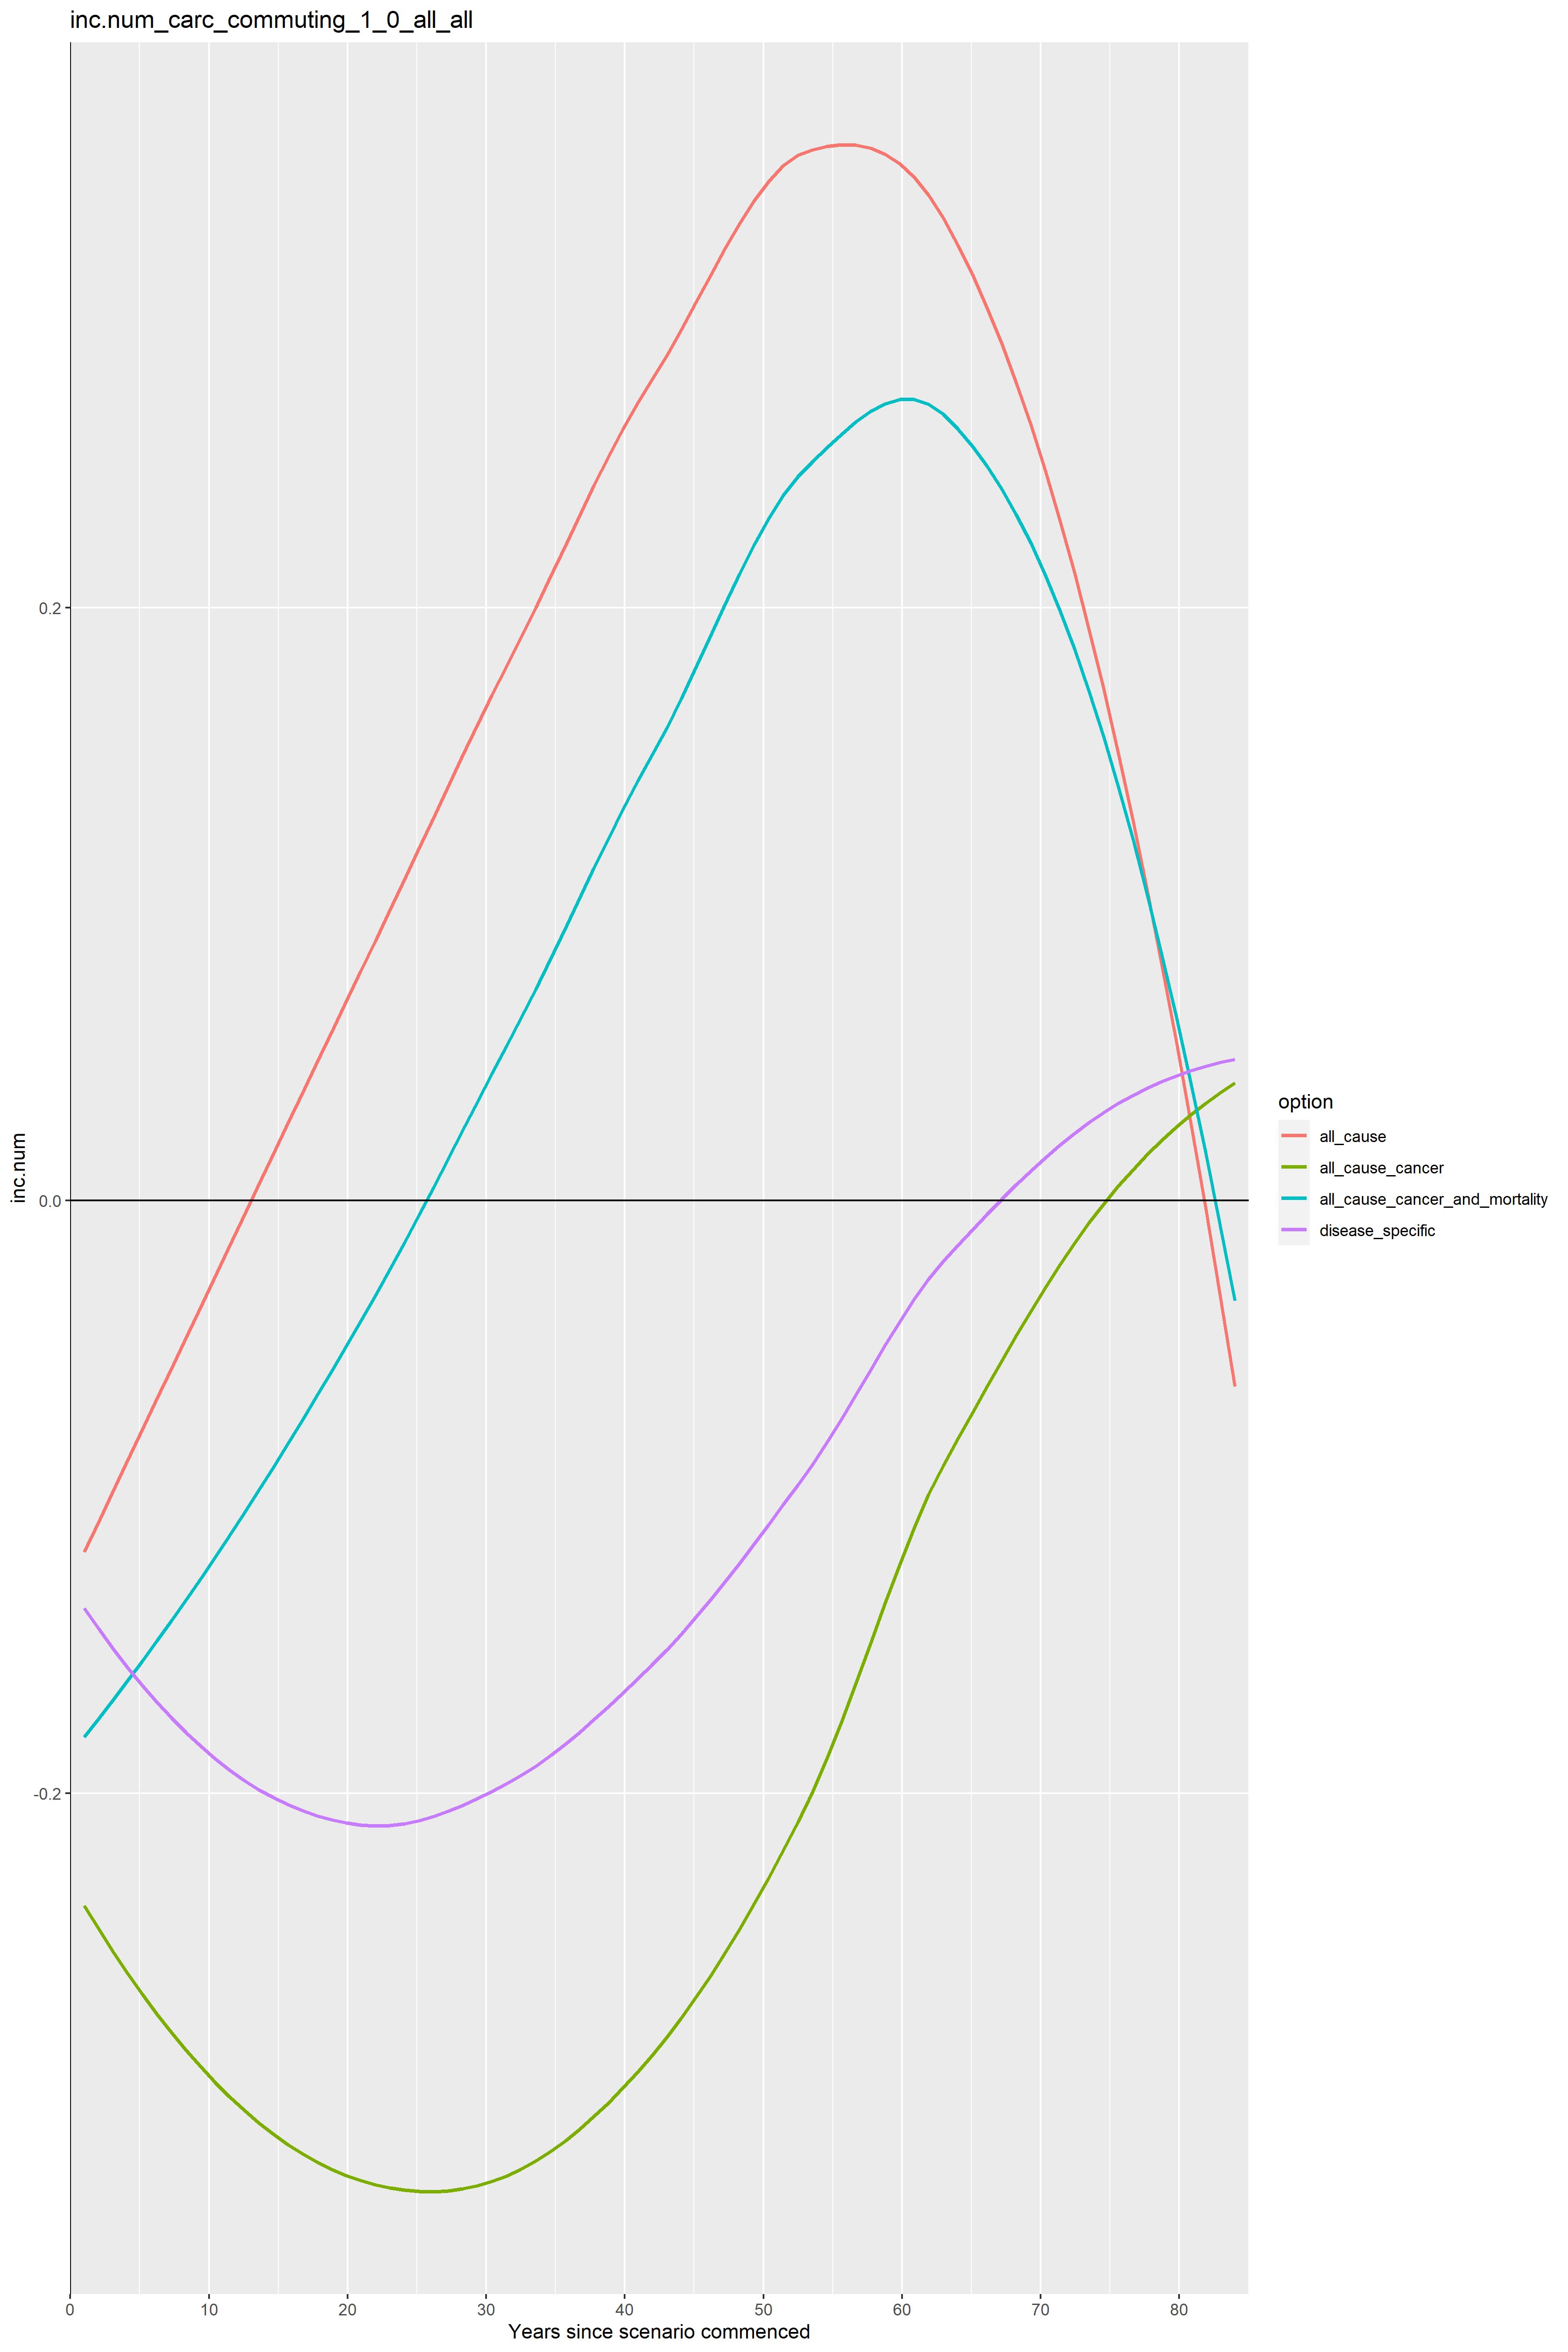 inc.num_carc_commuting_1_0_all_all
inc.num
0.2
0.0
-0.2
0 10 20 30 40 50 60 70 80
Years since scenario commenced
option
all_cause
all_cause_cancer
all_cause_cancer_and_mortality
disease_specific